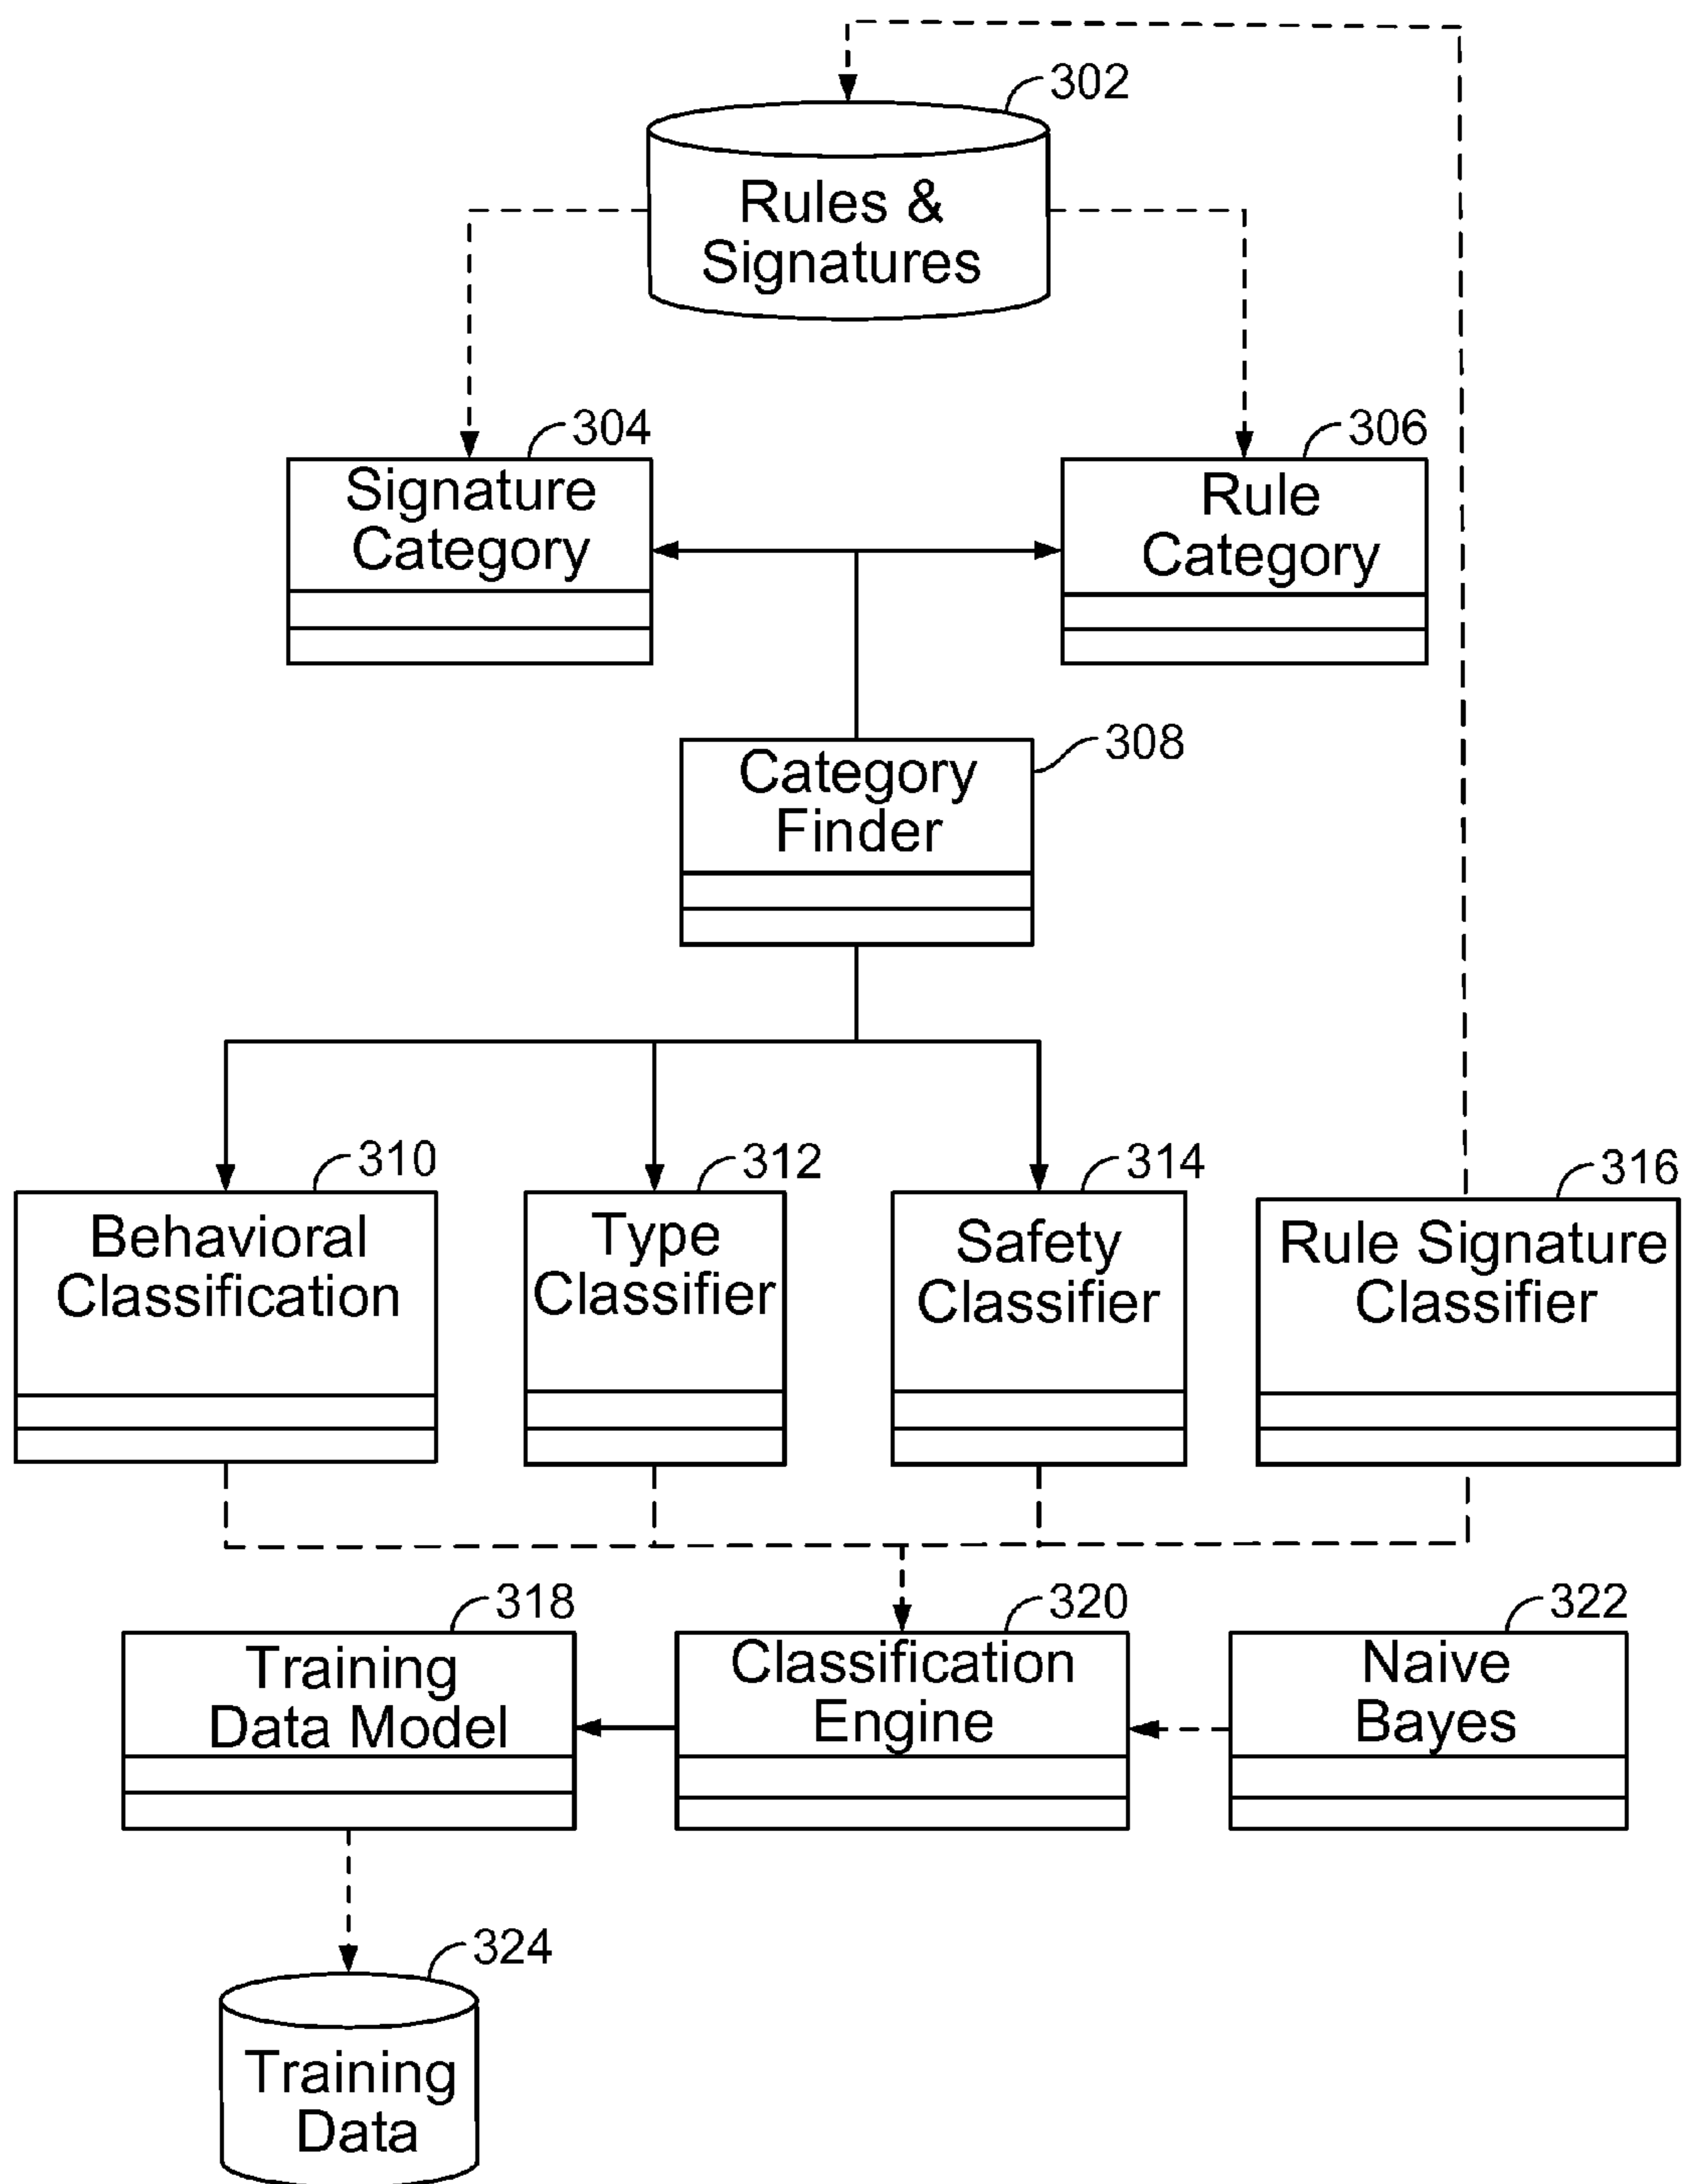 302
Rules &
Signatures
304
Signature
Category
306
Rule
Category
308
Category
Finder
310
Behavioral
Classification
312
Type
Classifier
314
Safety
Classifier
316
Rule Signature
Classifier
318
Training
Data Model
320
Classification
Engine
322
Naive
Bayes
324
Training
Data